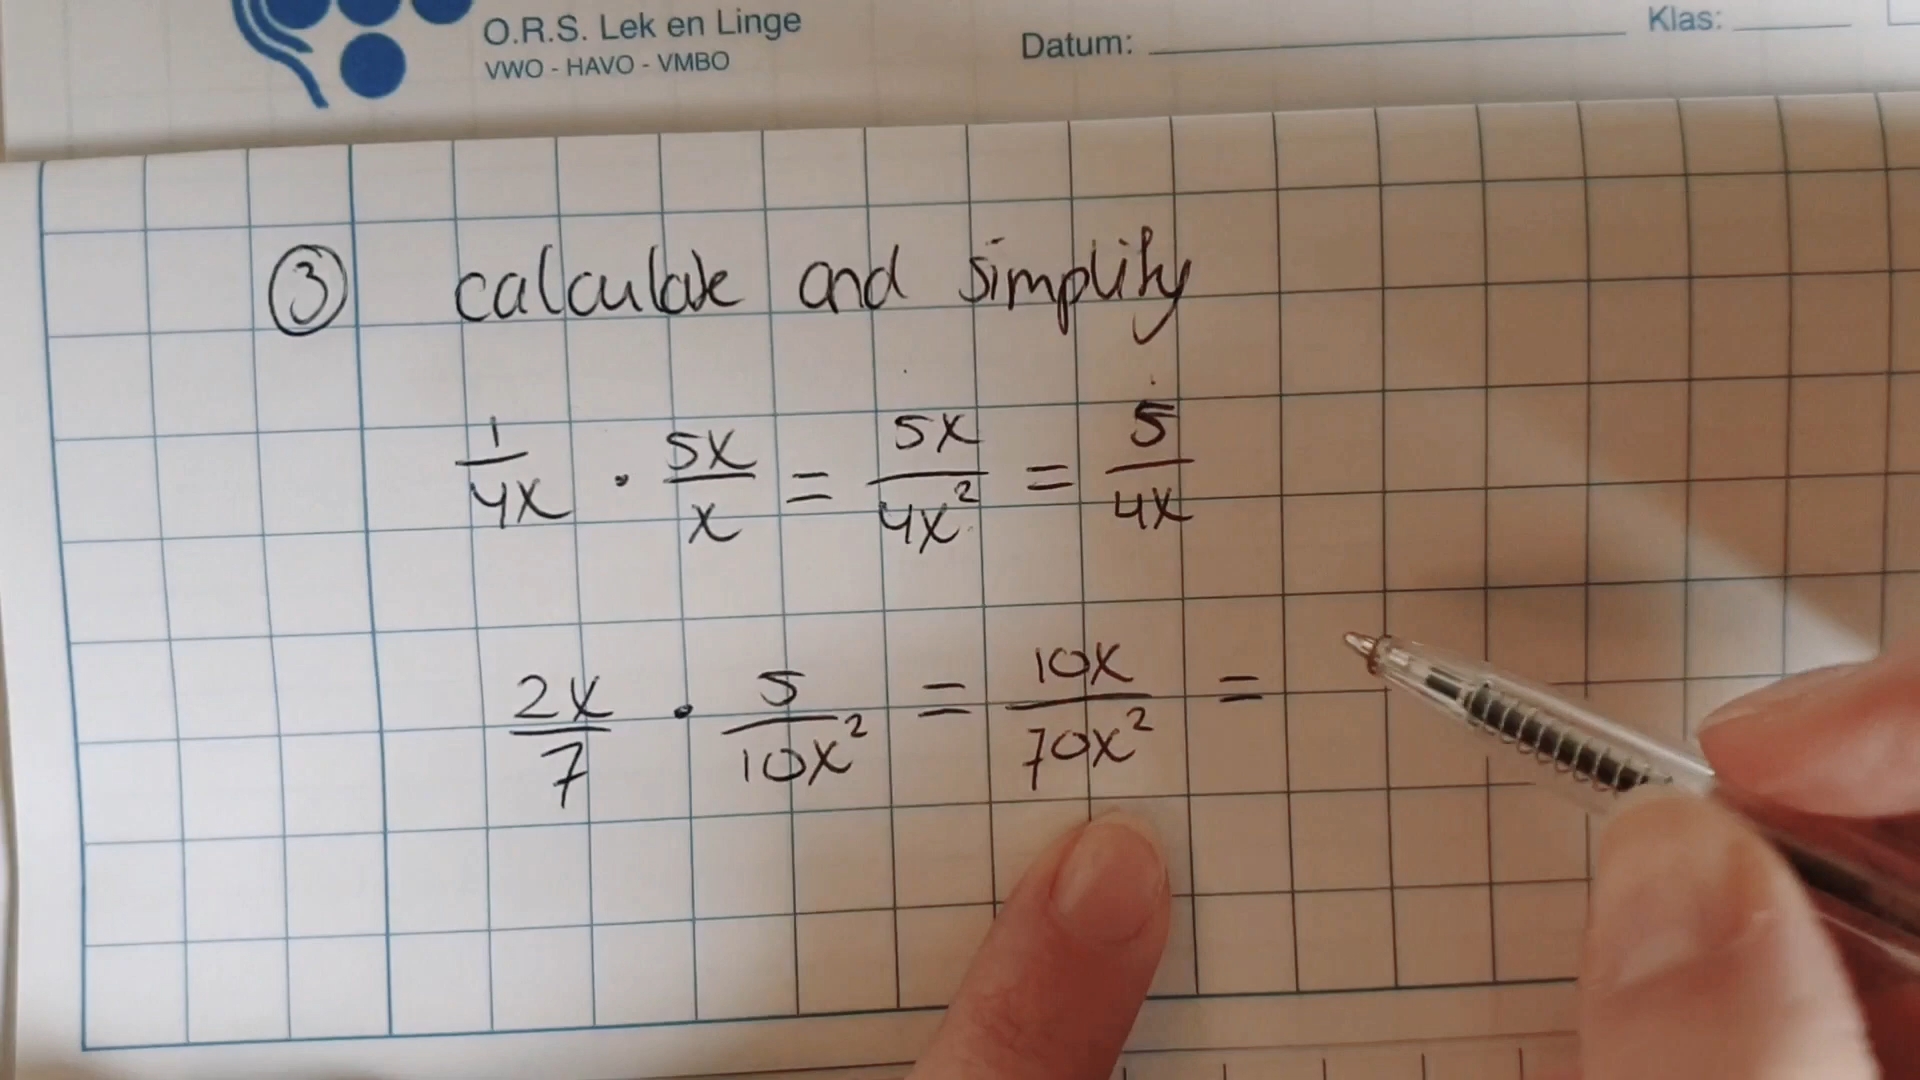 O.R.S. Lek en Linge
VWO - HAVO - VMBO
Datum:
Klas:
③ calculate and simplify
1/4x · 5x/x = 5x/4x² = 5/4x
2x/7 · 5/10x² = 10x/70x² =